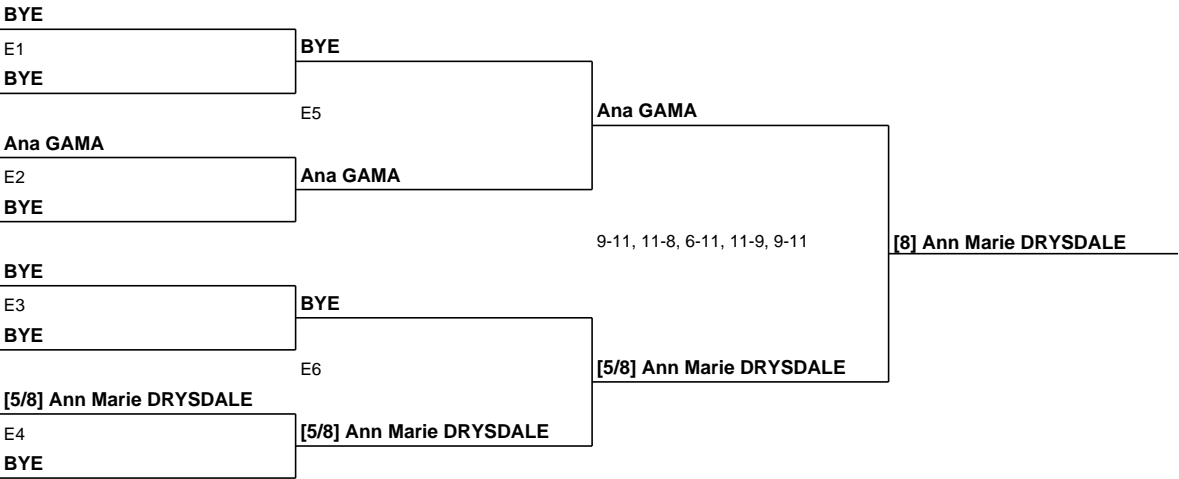 BYE
E1
BYE
BYE
E5
Ana GAMA
Ana GAMA
E2
Ana GAMA
BYE
9-11, 11-8, 6-11, 11-9, 9-11
[8] Ann Marie DRYSDALE
BYE
E3
BYE
BYE
E6
[5/8] Ann Marie DRYSDALE
[5/8] Ann Marie DRYSDALE
E4
[5/8] Ann Marie DRYSDALE
BYE